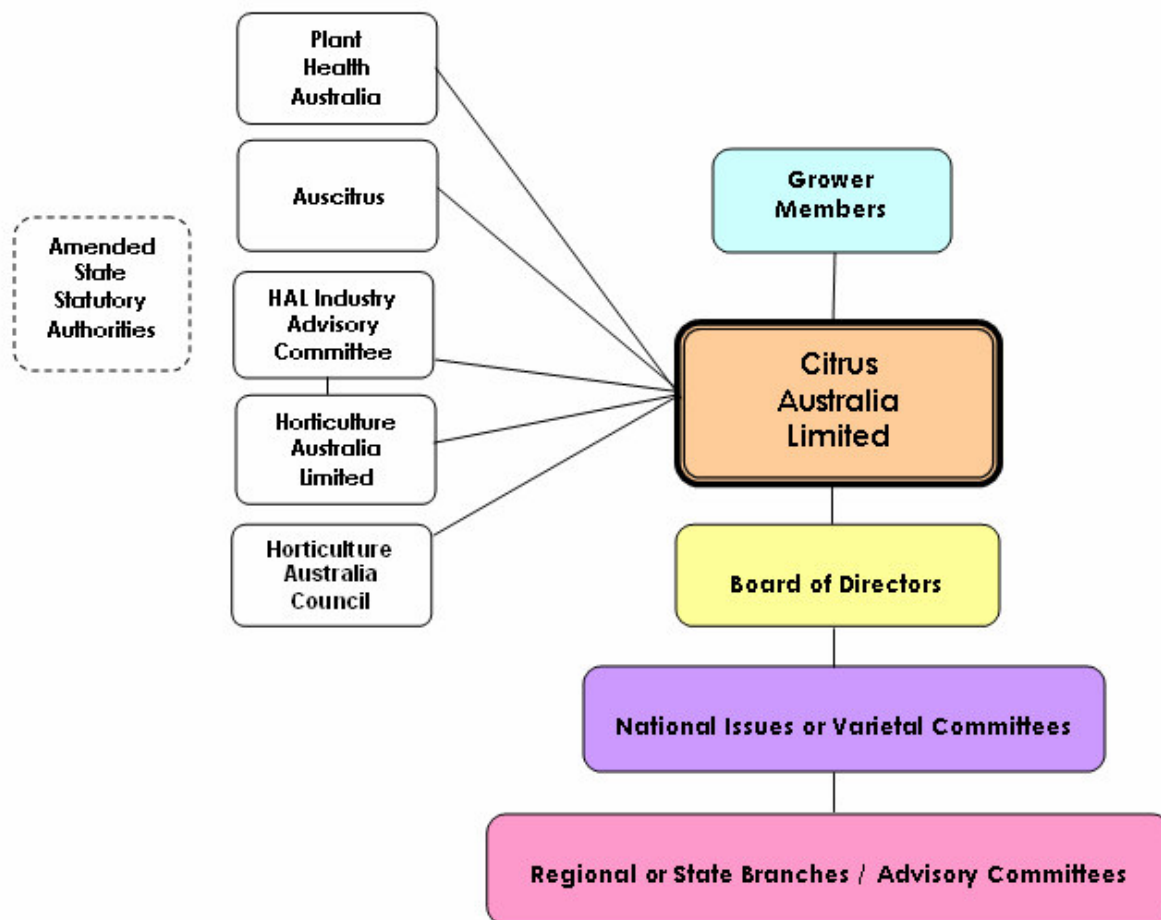 Plant
Health
Australia
Auscitrus
Amended
State
Statutory
Authorities
HAL Industry
Advisory
Committee
Horticulture
Australia
Limited
Horticulture
Australia
Council
Grower
Members
Citrus
Australia
Limited
Board of Directors
National Issues or Varietal Committees
Regional or State Branches / Advisory Committees